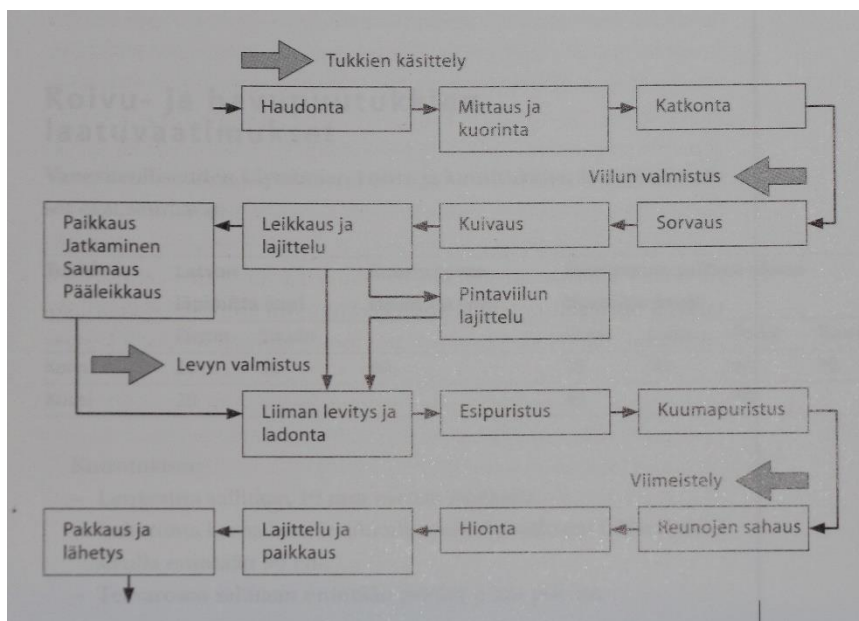 Tukkien käsittely
Haudonta
Mittaus ja
kuorinta
Katkonta
Viilun valmistus
Paikkaus
Jatkaminen
Saumaus
Pääleikkaus
Leikkaus ja
lajittelu
Kuivaus
Sorvaus
Pintaviilun
lajittelu
Levyn valmistus
Liiman levitys ja
ladonta
Esipuristus
Kuumapuristus
Viimeistely
Pakkaus ja
lähetys
Lajittelu ja
paikkaus
Hionta
Reunojen sahaus